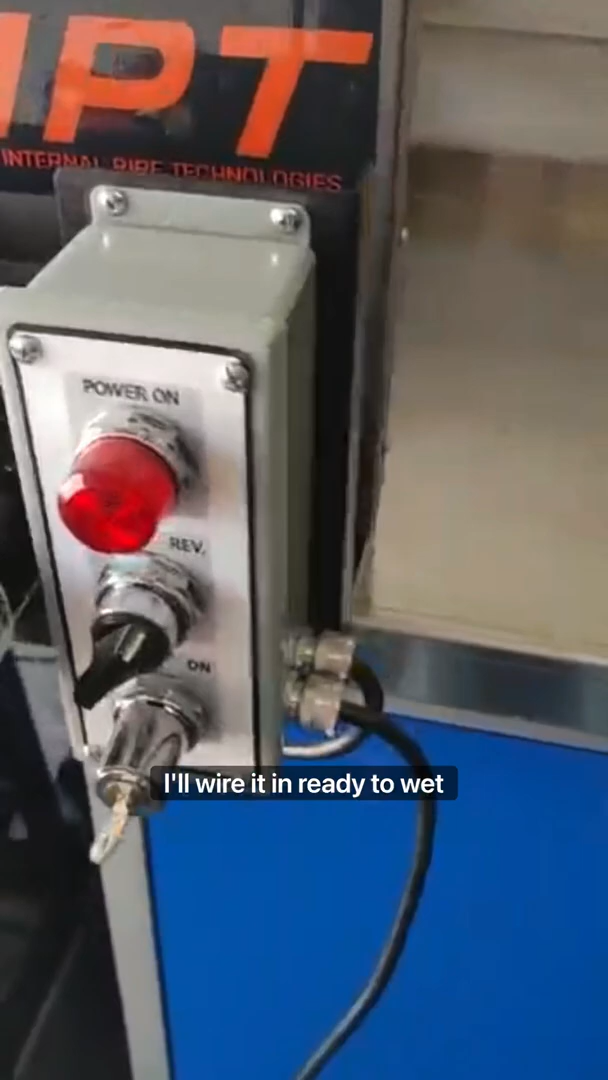 IPT
INTERNAL PIPE TECHNOLOGIES
POWER ON
REV.
ON
I'll wire it in ready to wet